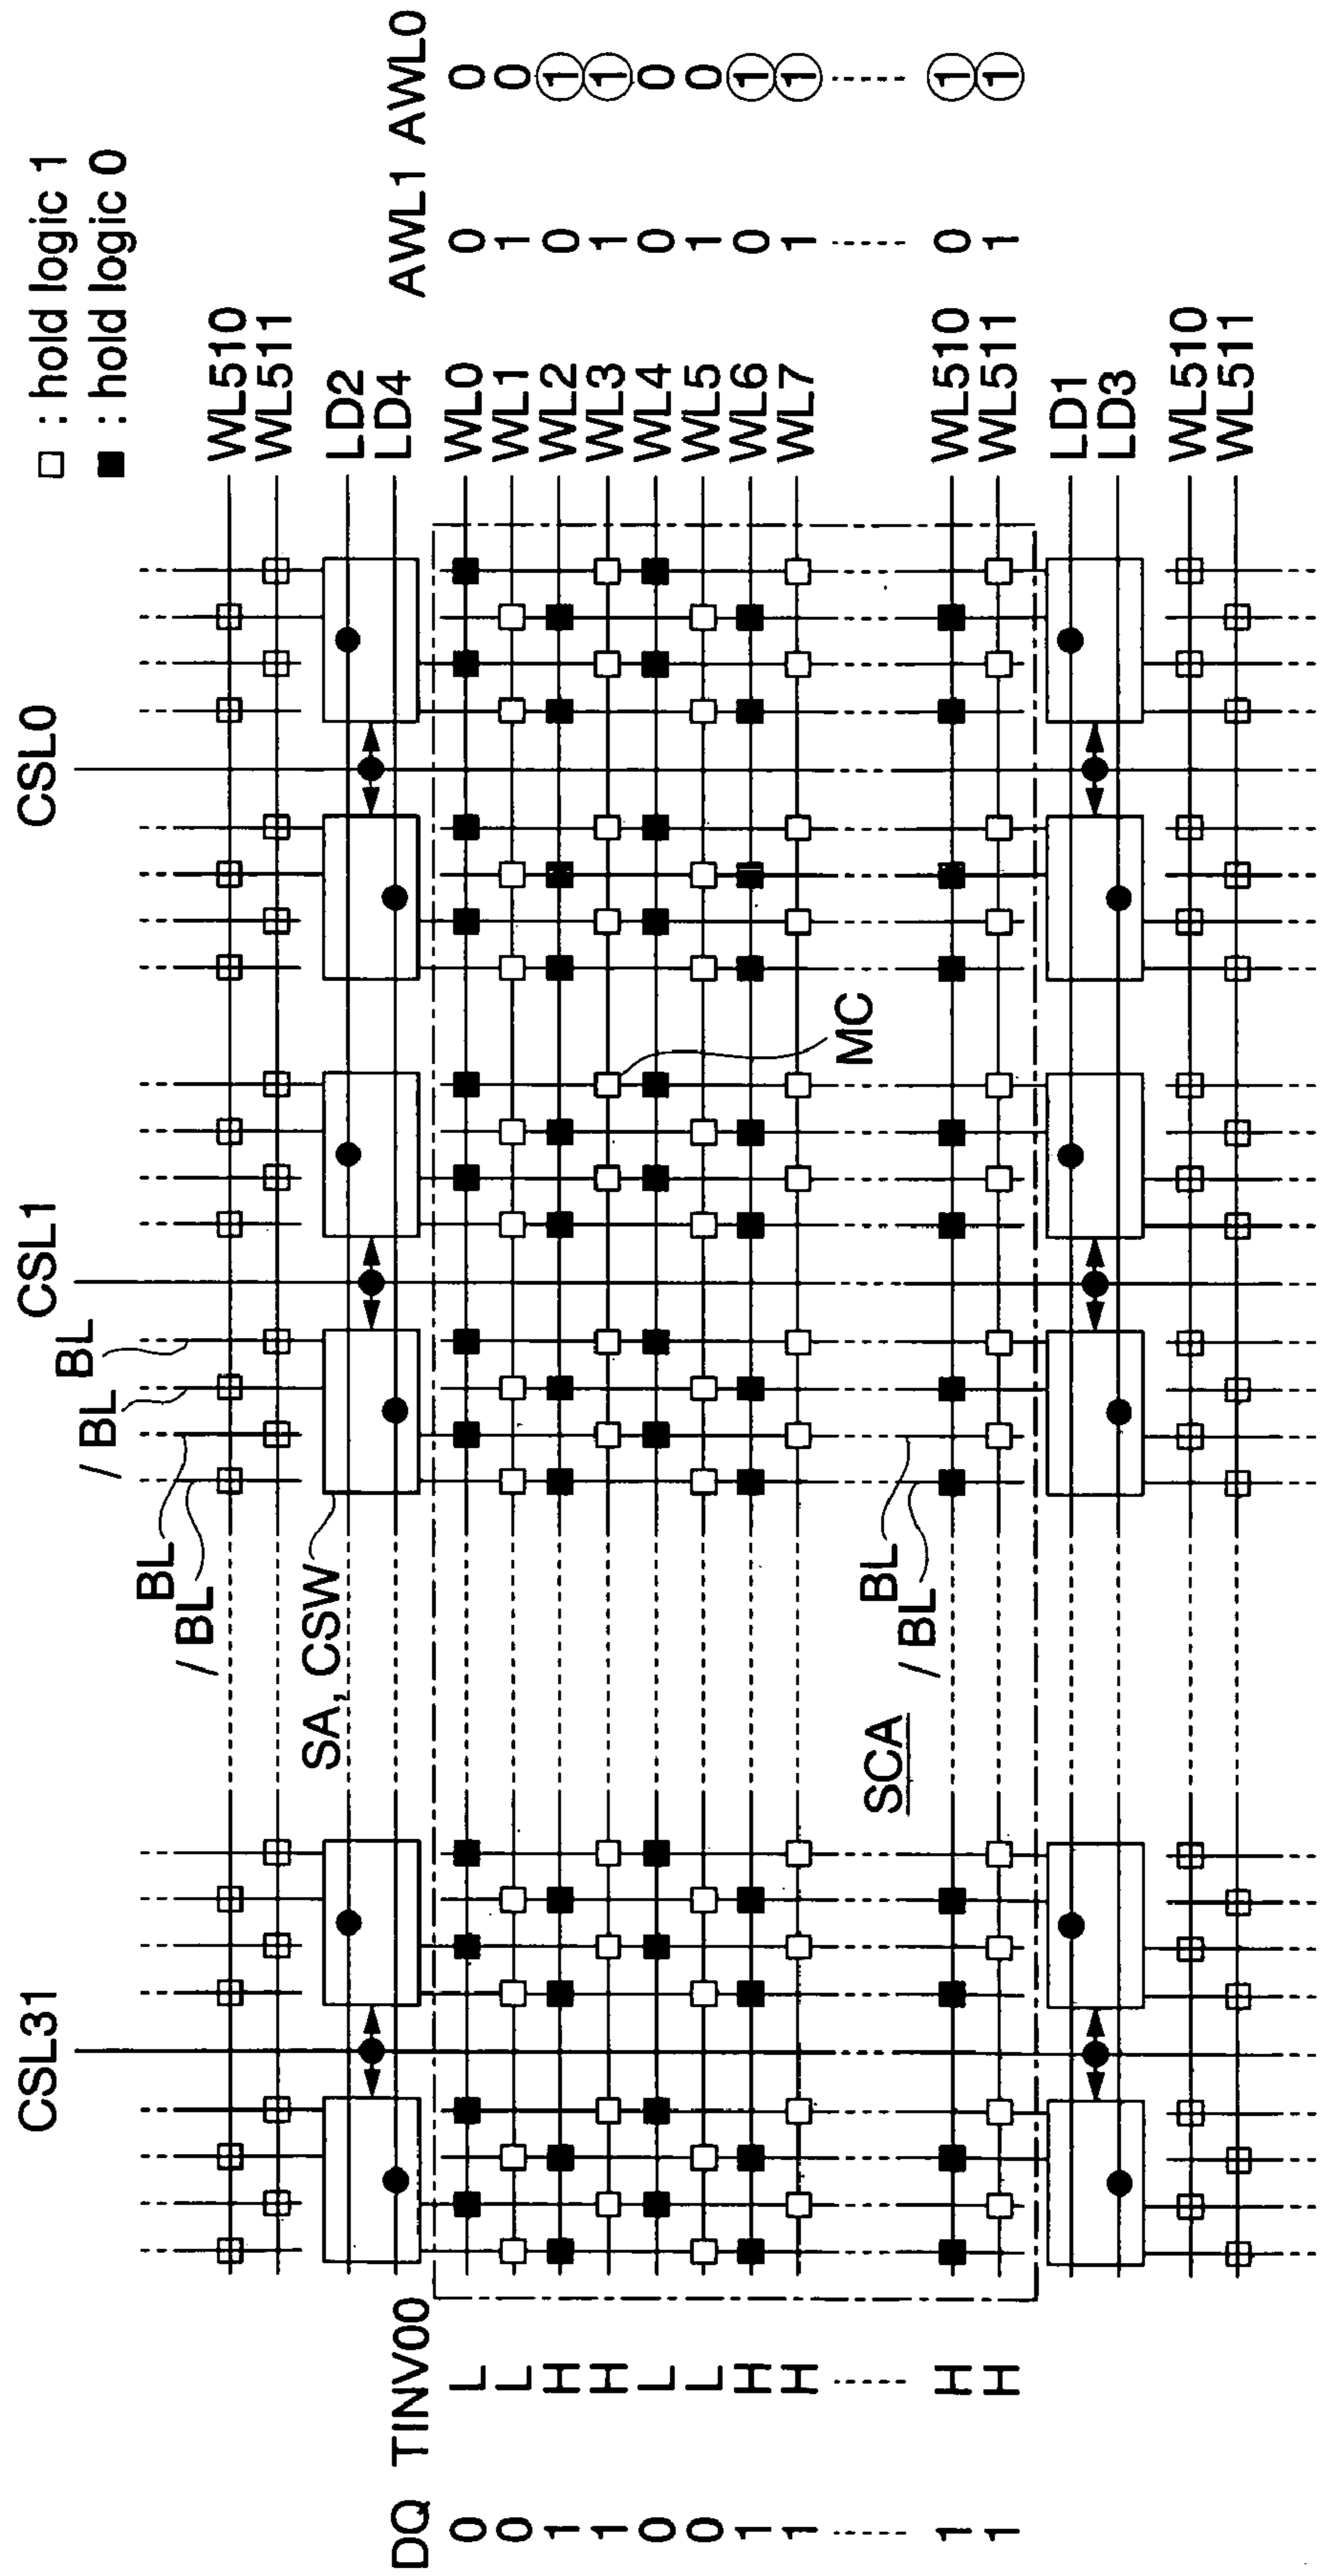 □ : hold logic 1
■ : hold logic 0
CSL31 CSL1 CSL0
BL
/ BL
BL
/ BL
SA, CSW
WL510
WL511
LD2
LD4
DQ TINV00 AWL1 AWL0
0 L WL0 0 0
0 L WL1 1 0
1 H WL2 0 1
1 H WL3 1 1
0 L WL4 0 0
0 L WL5 1 0
1 H WL6 0 1
1 H WL7 1 1
MC
BL
/ BL
SCA
1 H WL510 0 1
1 H WL511 1 1
LD1
LD3
WL510
WL511